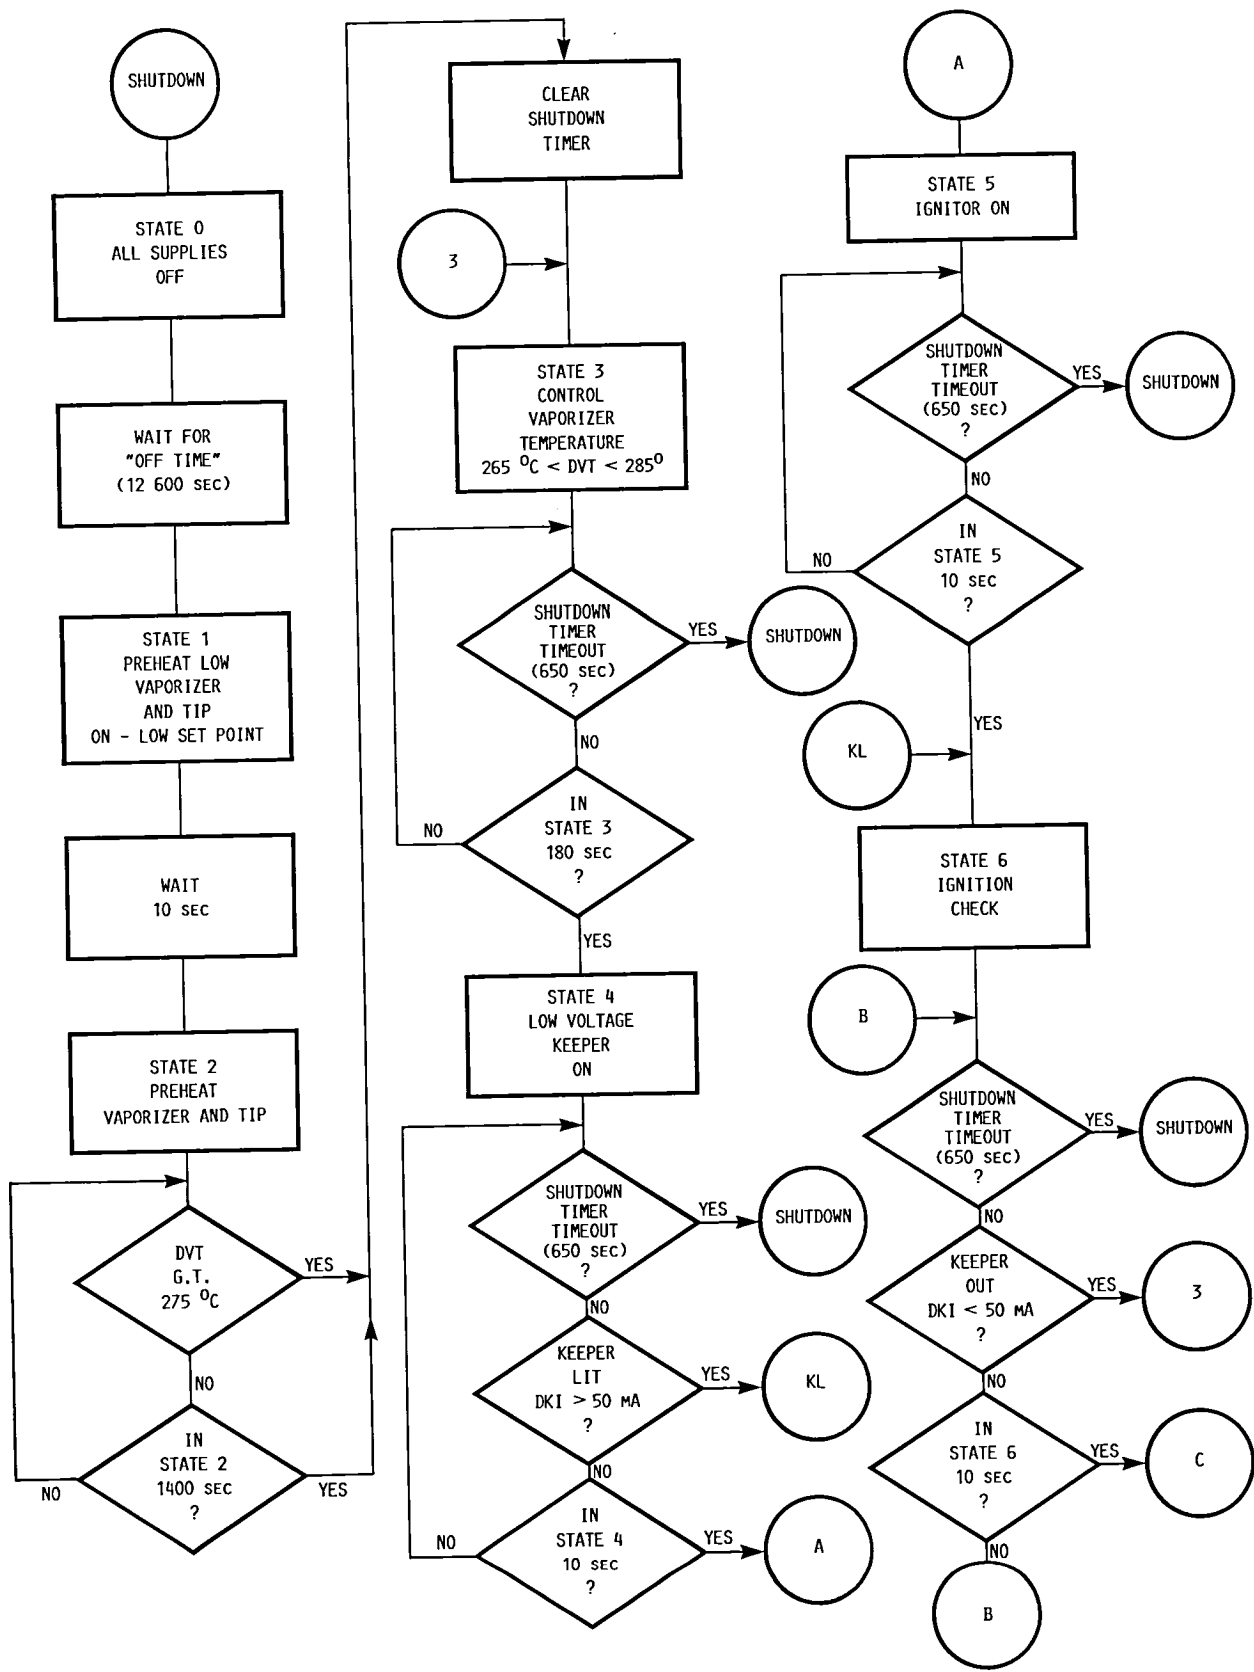 SHUTDOWN
STATE 0
ALL SUPPLIES
OFF
WAIT FOR
"OFF TIME"
(12 600 SEC)
STATE 1
PREHEAT LOW
VAPORIZER
AND TIP
ON - LOW SET POINT
WAIT
10 SEC
STATE 2
PREHEAT
VAPORIZER AND TIP
DVT
G.T.
275 °C
YES
NO
IN
STATE 2
1400 SEC
?
NO
YES
CLEAR
SHUTDOWN
TIMER
3
STATE 3
CONTROL
VAPORIZER
TEMPERATURE
265 °C < DVT < 285°
SHUTDOWN
TIMER
TIMEOUT
(650 SEC)
?
YES
SHUTDOWN
NO
IN
STATE 3
180 SEC
?
NO
YES
STATE 4
LOW VOLTAGE
KEEPER
ON
SHUTDOWN
TIMER
TIMEOUT
(650 SEC)
?
YES
SHUTDOWN
NO
KEEPER
LIT
DKI > 50 MA
?
YES
KL
NO
IN
STATE 4
10 SEC
?
NO
YES
A
A
STATE 5
IGNITOR ON
SHUTDOWN
TIMER
TIMEOUT
(650 SEC)
?
YES
SHUTDOWN
NO
IN
STATE 5
10 SEC
?
NO
YES
KL
STATE 6
IGNITION
CHECK
B
SHUTDOWN
TIMER
TIMEOUT
(650 SEC)
?
YES
SHUTDOWN
NO
KEEPER
OUT
DKI < 50 MA
?
YES
3
NO
IN
STATE 6
10 SEC
?
YES
C
NO
B